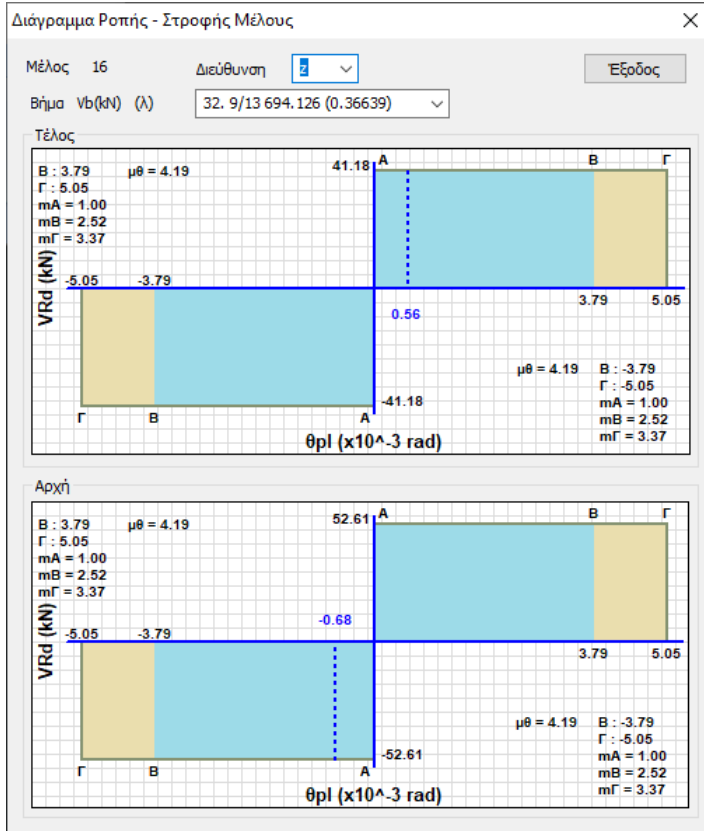 Διάγραμμα Ροπής - Στροφής Μέλους
Μέλος 16 Διεύθυνση z Έξοδος
Βήμα Vb(kN) (λ) 32. 9/13 694.126 (0.36639)
Τέλος
B : 3.79 μθ = 4.19 41.18 A B Γ
Γ : 5.05
mA = 1.00
mB = 2.52
mΓ = 3.37
VRd (kN)
-5.05 -3.79
3.79 5.05
0.56
μθ = 4.19 B : -3.79
Γ : -5.05
-41.18 mA = 1.00
Γ B A mB = 2.52
θpl (x10^-3 rad) mΓ = 3.37
Αρχή
B : 3.79 μθ = 4.19 52.61 A B Γ
Γ : 5.05
mA = 1.00
mB = 2.52
mΓ = 3.37
VRd (kN)
-0.68
-5.05 -3.79
3.79 5.05
μθ = 4.19 B : -3.79
Γ : -5.05
-52.61 mA = 1.00
Γ B A mB = 2.52
θpl (x10^-3 rad) mΓ = 3.37